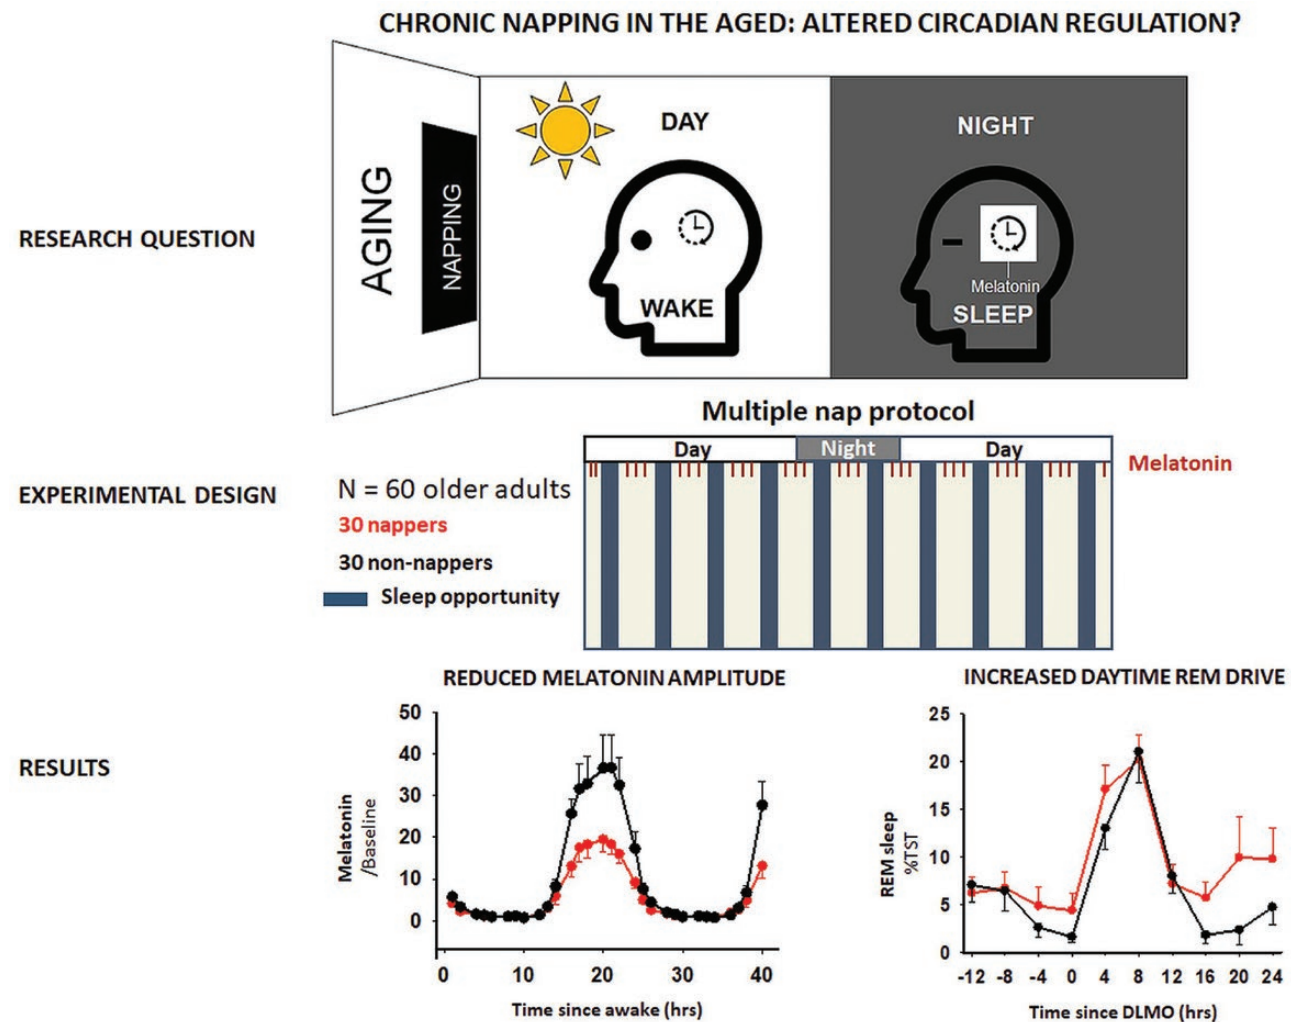 CHRONIC NAPPING IN THE AGED: ALTERED CIRCADIAN REGULATION?
RESEARCH QUESTION
AGING
NAPPING
DAY
WAKE
NIGHT
Melatonin
SLEEP
Multiple nap protocol
EXPERIMENTAL DESIGN
N = 60 older adults
30 nappers
30 non-nappers
Sleep opportunity
Day
Night
Day
Melatonin
RESULTS
REDUCED MELATONIN AMPLITUDE
Melatonin
/Baseline
50
40
30
20
10
0
0 10 20 30 40
Time since awake (hrs)
INCREASED DAYTIME REM DRIVE
REM sleep
%TST
25
20
15
10
5
0
-12 -8 -4 0 4 8 12 16 20 24
Time since DLMO (hrs)